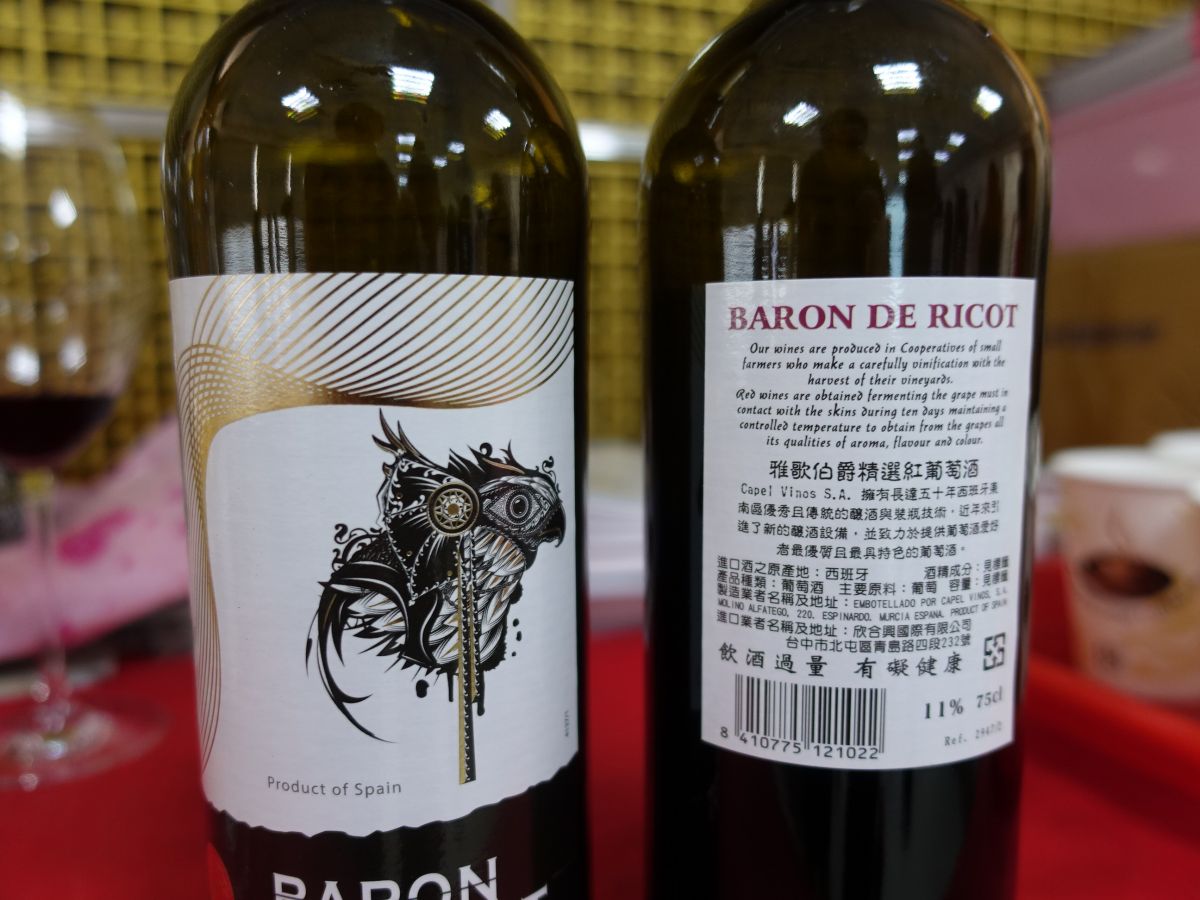 Product of Spain
BARON
BARON DE RICOT
Our wines are produced in Cooperatives of small
farmers who make a carefully vinification with the
harvest of their vineyards.
Red wines are obtained fermenting the grape must in
contact with the skins during ten days maintaining a
controlled temperature to obtain from the grapes all
its qualities of aroma, flavour and colour.
雅歌伯爵精選紅葡萄酒
Capel Vinos S.A. 擁有長達五十年西班牙東
南區優秀且傳統的釀酒與裝瓶技術，近年來引
進了新的釀酒設備，並致力於提供葡萄酒愛好
者最優質且最具特色的葡萄酒。
進口酒之原產地：西班牙 酒精成分：見標籤
產品種類：葡萄酒 主要原料：葡萄 容量：見標籤
製造業者名稱及地址：EMBOTELLADO POR CAPEL VINOS, S.A.
MOLINO ALFATEGO, 220. ESPINARDO. MURCIA ESPANA. PRODUCT OF SPAIN
進口業者名稱及地址：欣合興國際有限公司
台中市北屯區青島路四段232號
飲酒過量 有礙健康
11% 75cl
8 410775 121022
Ref. 2947/D